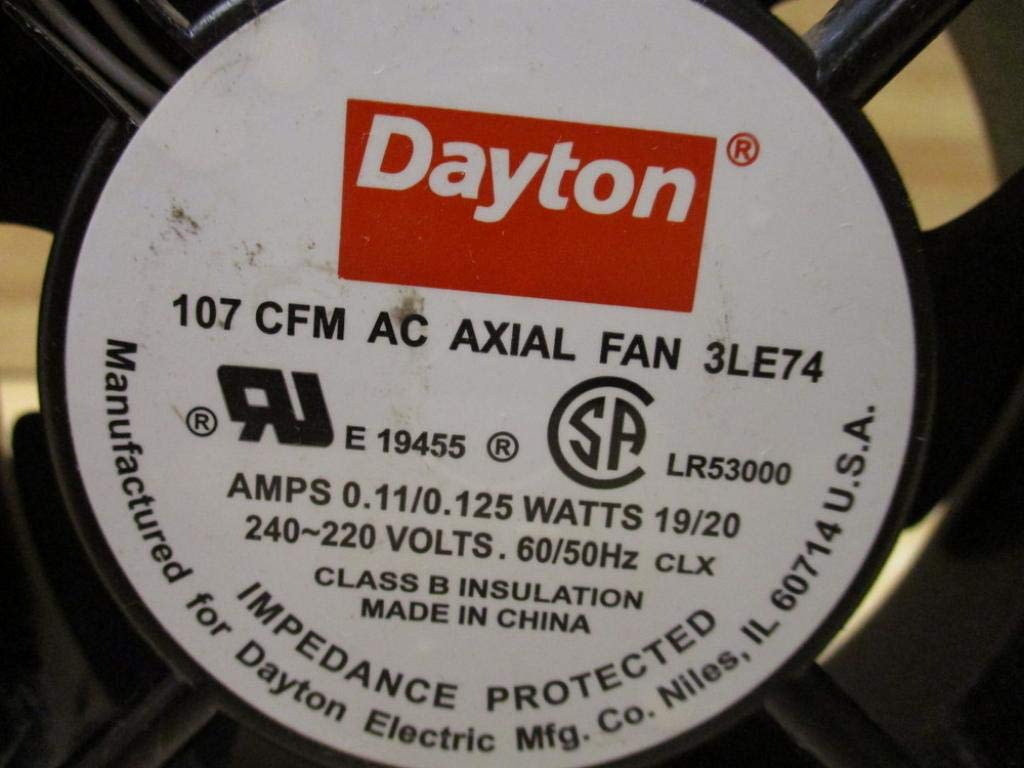 Dayton ®
107 CFM AC AXIAL FAN 3LE74
® RU E 19455 ® SA LR53000
AMPS 0.11/0.125 WATTS 19/20
240~220 VOLTS. 60/50Hz CLX
CLASS B INSULATION
MADE IN CHINA
IMPEDANCE PROTECTED
Manufactured for Dayton Electric Mfg. Co. Niles, IL 60714 U.S.A.